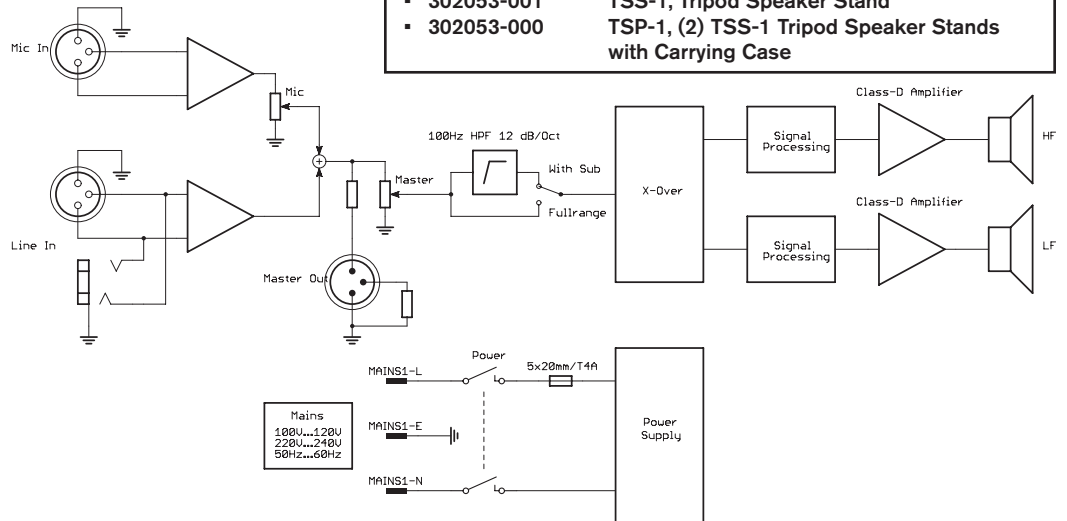 ▪ 302053-001 TSS-1, Tripod Speaker Stand
▪ 302053-000 TSP-1, (2) TSS-1 Tripod Speaker Stands
with Carrying Case
Mic In
Mic
Line In
Master
Master Out
100Hz HPF 12 dB/Oct
With Sub
Fullrange
X-Over
Signal
Processing
Class-D Amplifier
HF
Signal
Processing
Class-D Amplifier
LF
Mains
100V...120V
220V...240V
50Hz...60Hz
MAINS1-L
MAINS1-E
MAINS1-N
Power
5x20mm/T4A
Power
Supply